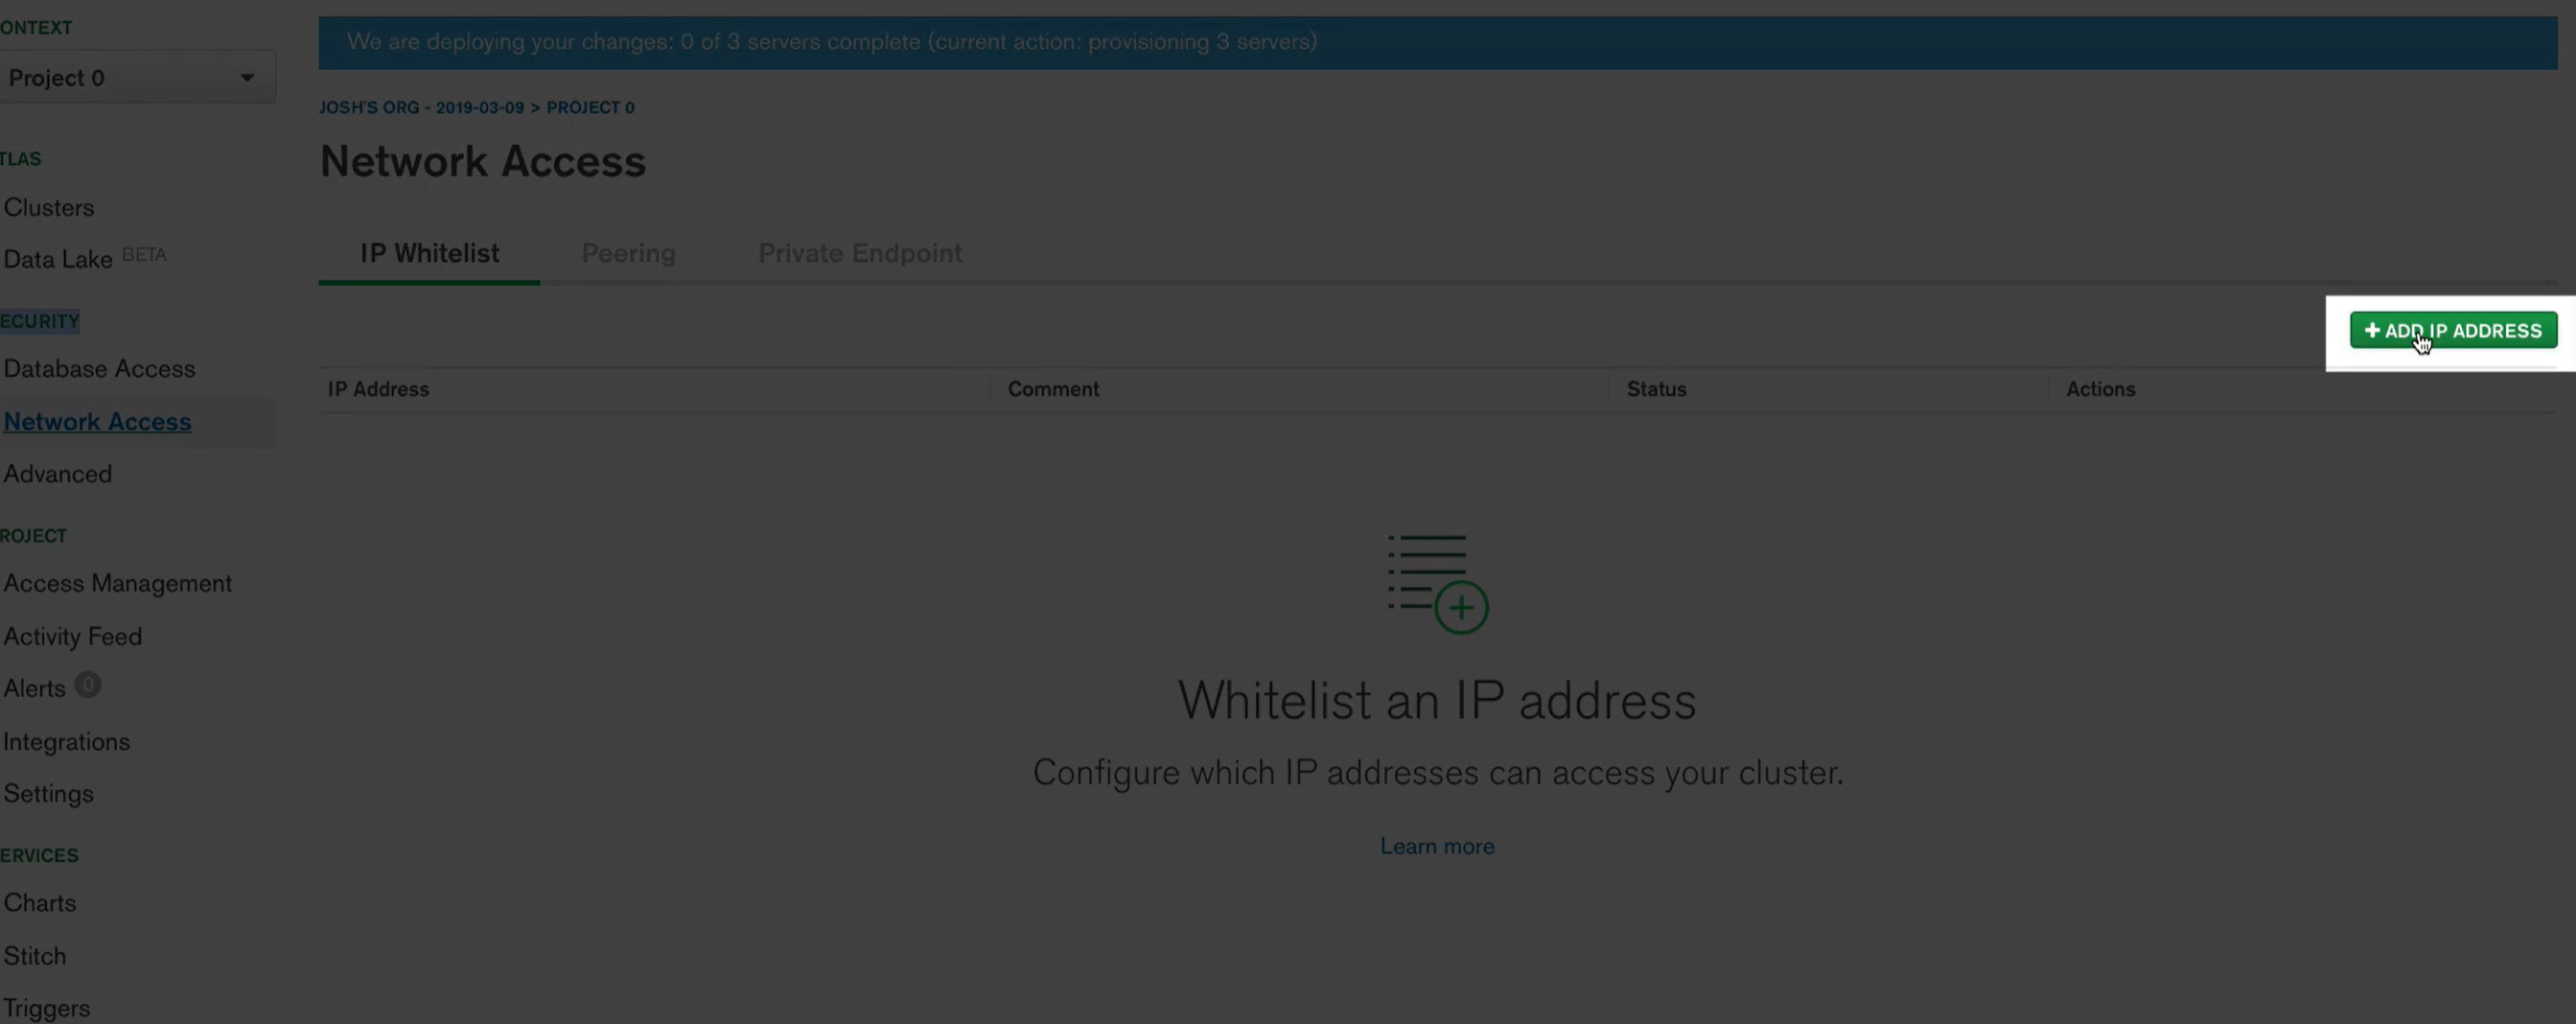 ONTEXT
Project 0
TLAS
Clusters
Data Lake BETA
ECURITY
Database Access
Network Access
Advanced
ROJECT
Access Management
Activity Feed
Alerts 0
Integrations
Settings
ERVICES
Charts
Stitch
Triggers
We are deploying your changes: 0 of 3 servers complete (current action: provisioning 3 servers)
JOSH'S ORG - 2019-03-09 > PROJECT 0
Network Access
IP Whitelist Peering Private Endpoint
+ ADD IP ADDRESS
IP Address Comment Status Actions
Whitelist an IP address
Configure which IP addresses can access your cluster.
Learn more